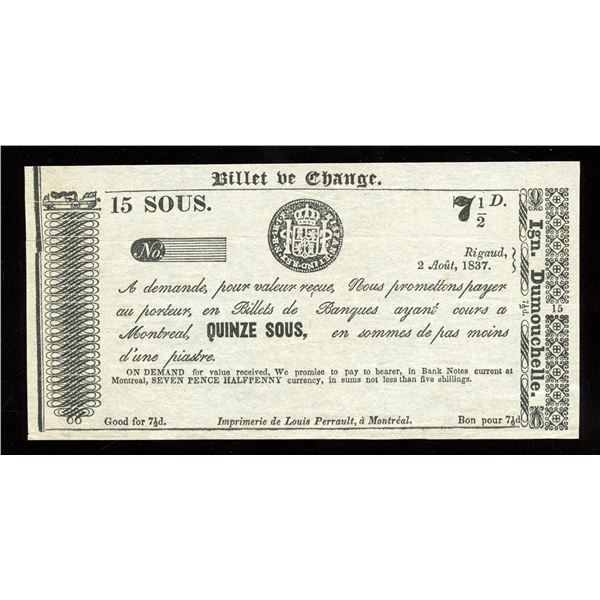 Billet de Change.
15 SOUS.
7 1/2 D.
No.
Rigaud,
2 Août, 1837.
A demande, pour valeur reçue, Nous promettons payer
au porteur, en Billets de Banques ayant cours a
Montreal, QUINZE SOUS, en sommes de pas moins
d'une piastre.
ON DEMAND for value received, We promise to pay to bearer, in Bank Notes current at
Montreal, SEVEN PENCE HALFPENNY currency, in sums not less than five shillings.
Good for 7½d.
Imprimerie de Louis Perrault, à Montréal.
Bon pour 7½d
7½d.
Ign. Dumouchelle.
15